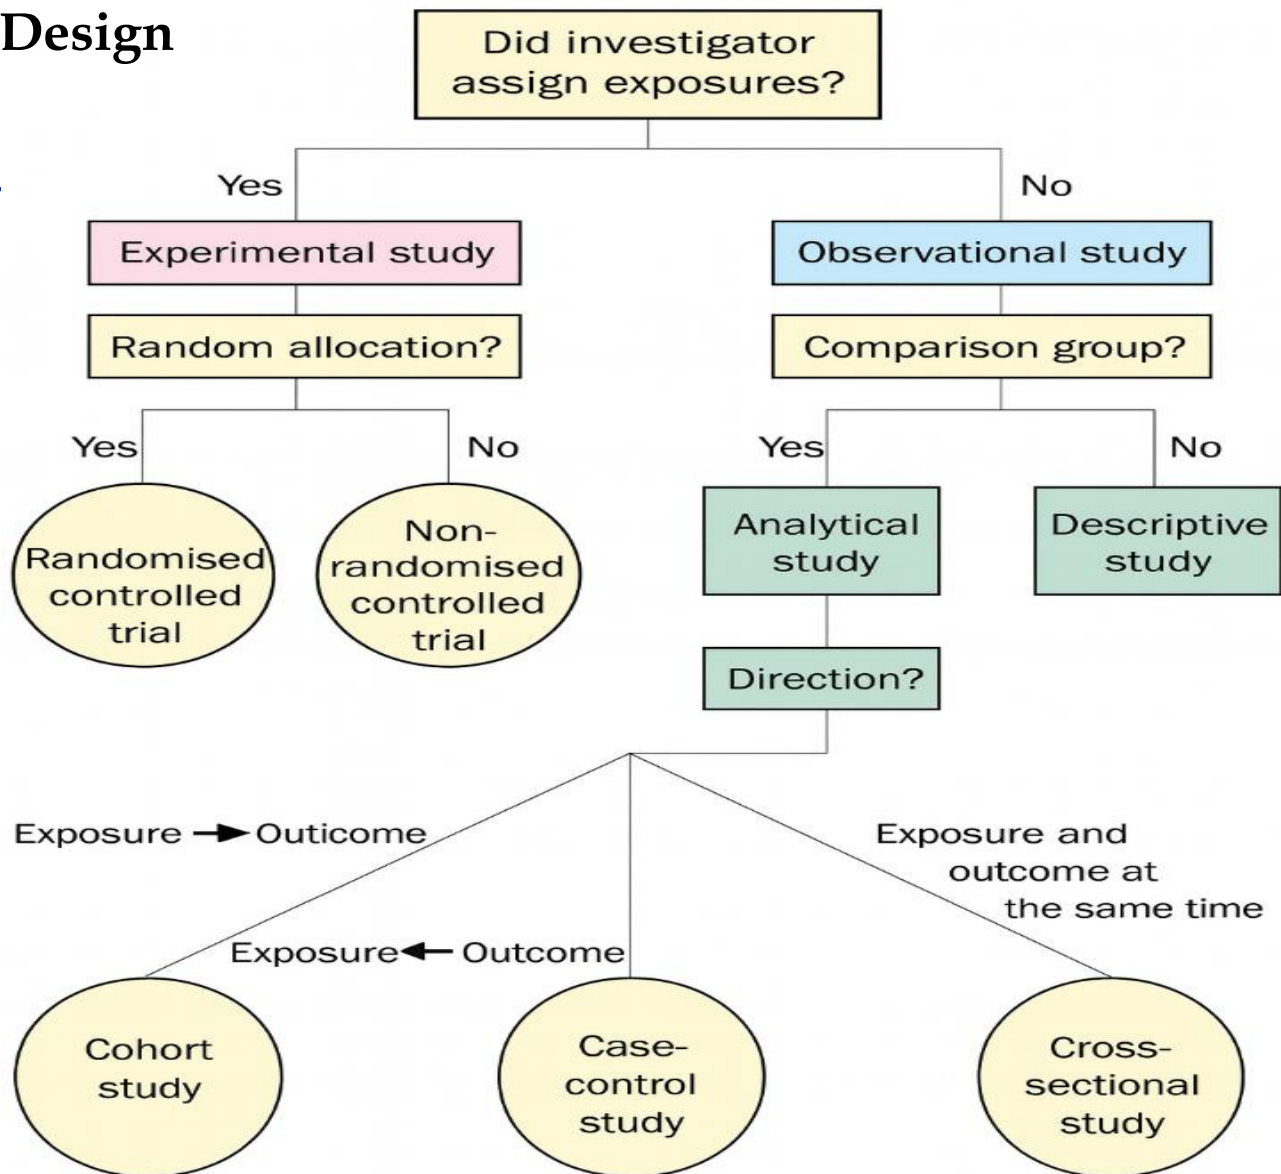 Design
Did investigator
assign exposures?
Yes
No
Experimental study
Observational study
Random allocation?
Comparison group?
Yes
No
Yes
No
Randomised
controlled
trial
Non-
randomised
controlled
trial
Analytical
study
Descriptive
study
Direction?
Exposure → Outicome
Exposure and
outcome at
the same time
Exposure ← Outcome
Cohort
study
Case-
control
study
Cross-
sectional
study